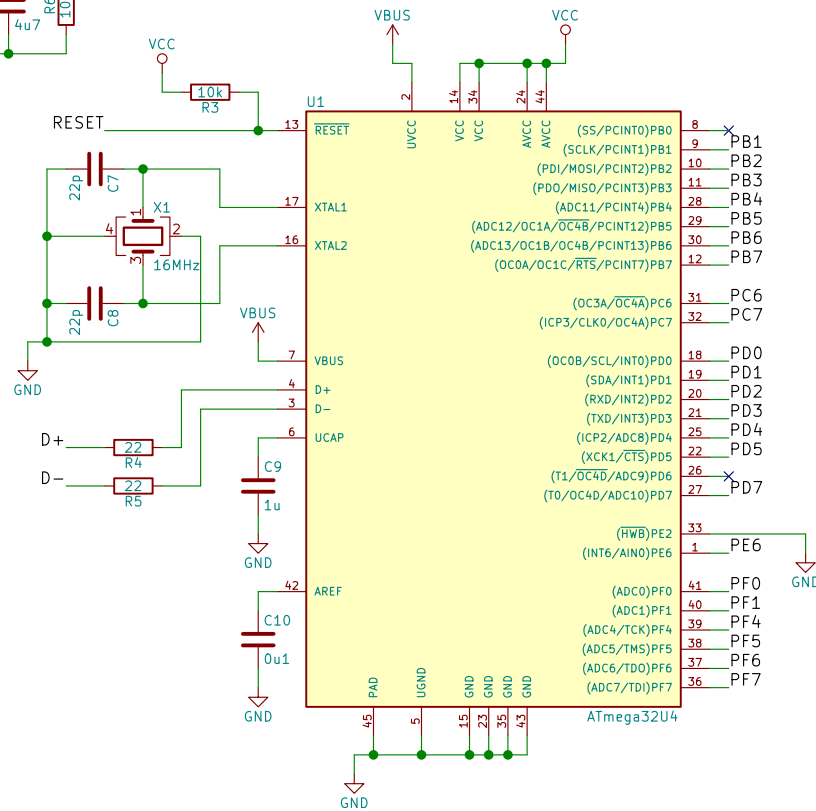 4u7
R6
10
VBUS
VCC
VCC
10k
R3
RESET
U1
2
14
34
24
44
UVCC
VCC
VCC
AVCC
AVCC
13 RESET
22p
C7
17 XTAL1
16 XTAL2
X1
1
4
2
3
16MHz
22p
C8
GND
VBUS
7 VBUS
4 D+
3 D-
6 UCAP
D+
22
R4
D-
22
R5
C9
1u
GND
42 AREF
C10
0u1
GND
(SS/PCINT0)PB0 8
(SCLK/PCINT1)PB1 9 PB1
(PDI/MOSI/PCINT2)PB2 10 PB2
(PDO/MISO/PCINT3)PB3 11 PB3
(ADC11/PCINT4)PB4 28 PB4
(ADC12/OC1A/OC4B/PCINT12)PB5 29 PB5
(ADC13/OC1B/OC4B/PCINT13)PB6 30 PB6
(OC0A/OC1C/RTS/PCINT7)PB7 12 PB7
(OC3A/OC4A)PC6 31 PC6
(ICP3/CLK0/OC4A)PC7 32 PC7
(OC0B/SCL/INT0)PD0 18 PD0
(SDA/INT1)PD1 19 PD1
(RXD/INT2)PD2 20 PD2
(TXD/INT3)PD3 21 PD3
(ICP2/ADC8)PD4 25 PD4
(XCK1/CTS)PD5 22 PD5
(T1/OC4D/ADC9)PD6 26
(T0/OC4D/ADC10)PD7 27 PD7
(HWB)PE2 33
(INT6/AIN0)PE6 1 PE6
GND
(ADC0)PF0 41 PF0
(ADC1)PF1 40 PF1
(ADC4/TCK)PF4 39 PF4
(ADC5/TMS)PF5 38 PF5
(ADC6/TDO)PF6 37 PF6
(ADC7/TDI)PF7 36 PF7
PAD
UGND
GND
GND
GND
GND
45
5
15
23
35
43
ATmega32U4
GND